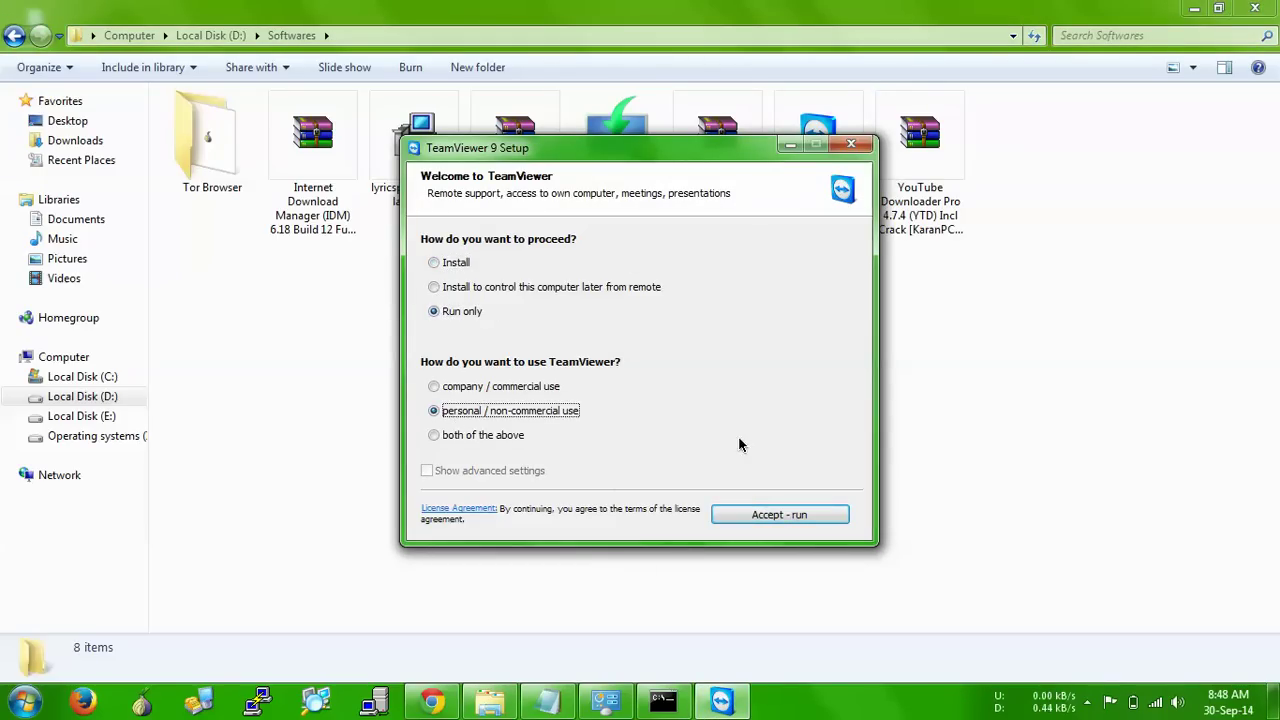 Computer
Local Disk (D:)
Softwares
Search Softwares
Organize
Include in library
Share with
Slide show
Burn
New folder
Favorites
Desktop
Downloads
Recent Places
Libraries
Documents
Music
Pictures
Videos
Homegroup
Computer
Local Disk (C:)
Local Disk (D:)
Local Disk (E:)
Operating systems (
Network
Tor Browser
Internet
Download
Manager (IDM)
6.18 Build 12 Fu...
YouTube
Downloader Pro
4.7.4 (YTD) Incl
Crack [KaranPC...
TeamViewer 9 Setup
Welcome to TeamViewer
Remote support, access to own computer, meetings, presentations
How do you want to proceed?
Install
Install to control this computer later from remote
Run only
How do you want to use TeamViewer?
company / commercial use
personal / non-commercial use
both of the above
Show advanced settings
License Agreement: By continuing, you agree to the terms of the license
agreement.
Accept - run
8 items
U: 0.00 kB/s
D: 0.44 kB/s
8:48 AM
30-Sep-14